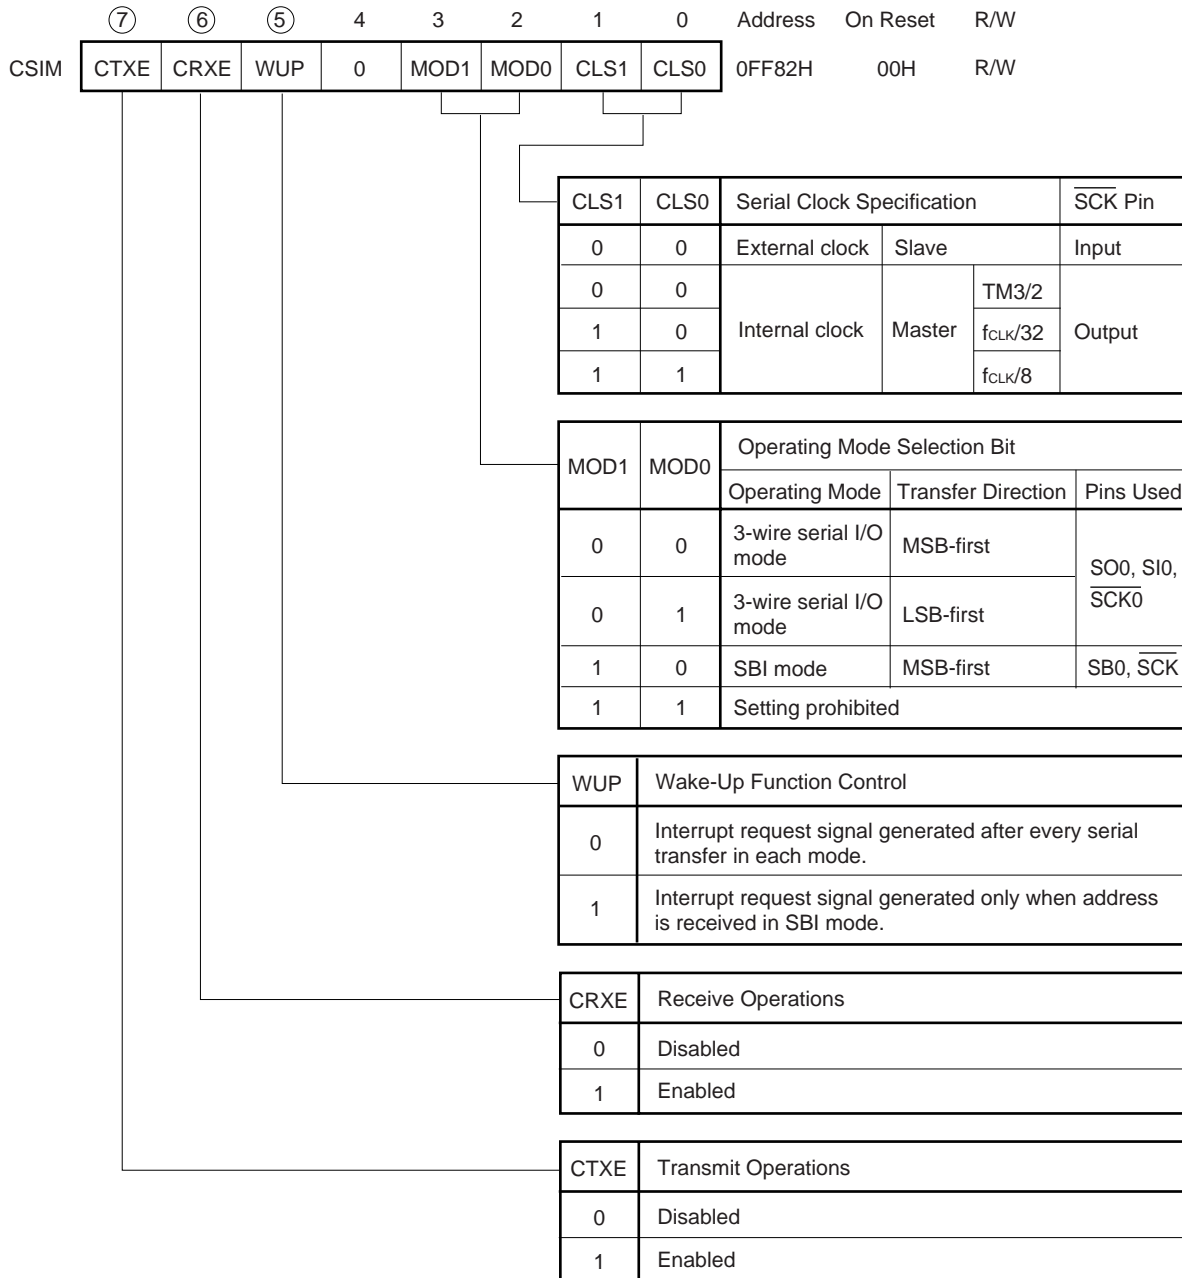 ⑦ ⑥ ⑤ 4 3 2 1 0 Address On Reset R/W
CSIM CTXE CRXE WUP 0 MOD1 MOD0 CLS1 CLS0 0FF82H 00H R/W
CLS1 CLS0 Serial Clock Specification S̅C̅K̅ Pin
0 0 External clock Slave Input
0 0 TM3/2
1 0 Internal clock Master fCLK/32 Output
1 1 fCLK/8
MOD1 MOD0 Operating Mode Selection Bit
Operating Mode Transfer Direction Pins Used
0 0 3-wire serial I/O mode MSB-first SO0, SI0, S̅C̅K̅0̅
0 1 3-wire serial I/O mode LSB-first
1 0 SBI mode MSB-first SB0, S̅C̅K̅
1 1 Setting prohibited
WUP Wake-Up Function Control
0 Interrupt request signal generated after every serial
transfer in each mode.
1 Interrupt request signal generated only when address
is received in SBI mode.
CRXE Receive Operations
0 Disabled
1 Enabled
CTXE Transmit Operations
0 Disabled
1 Enabled